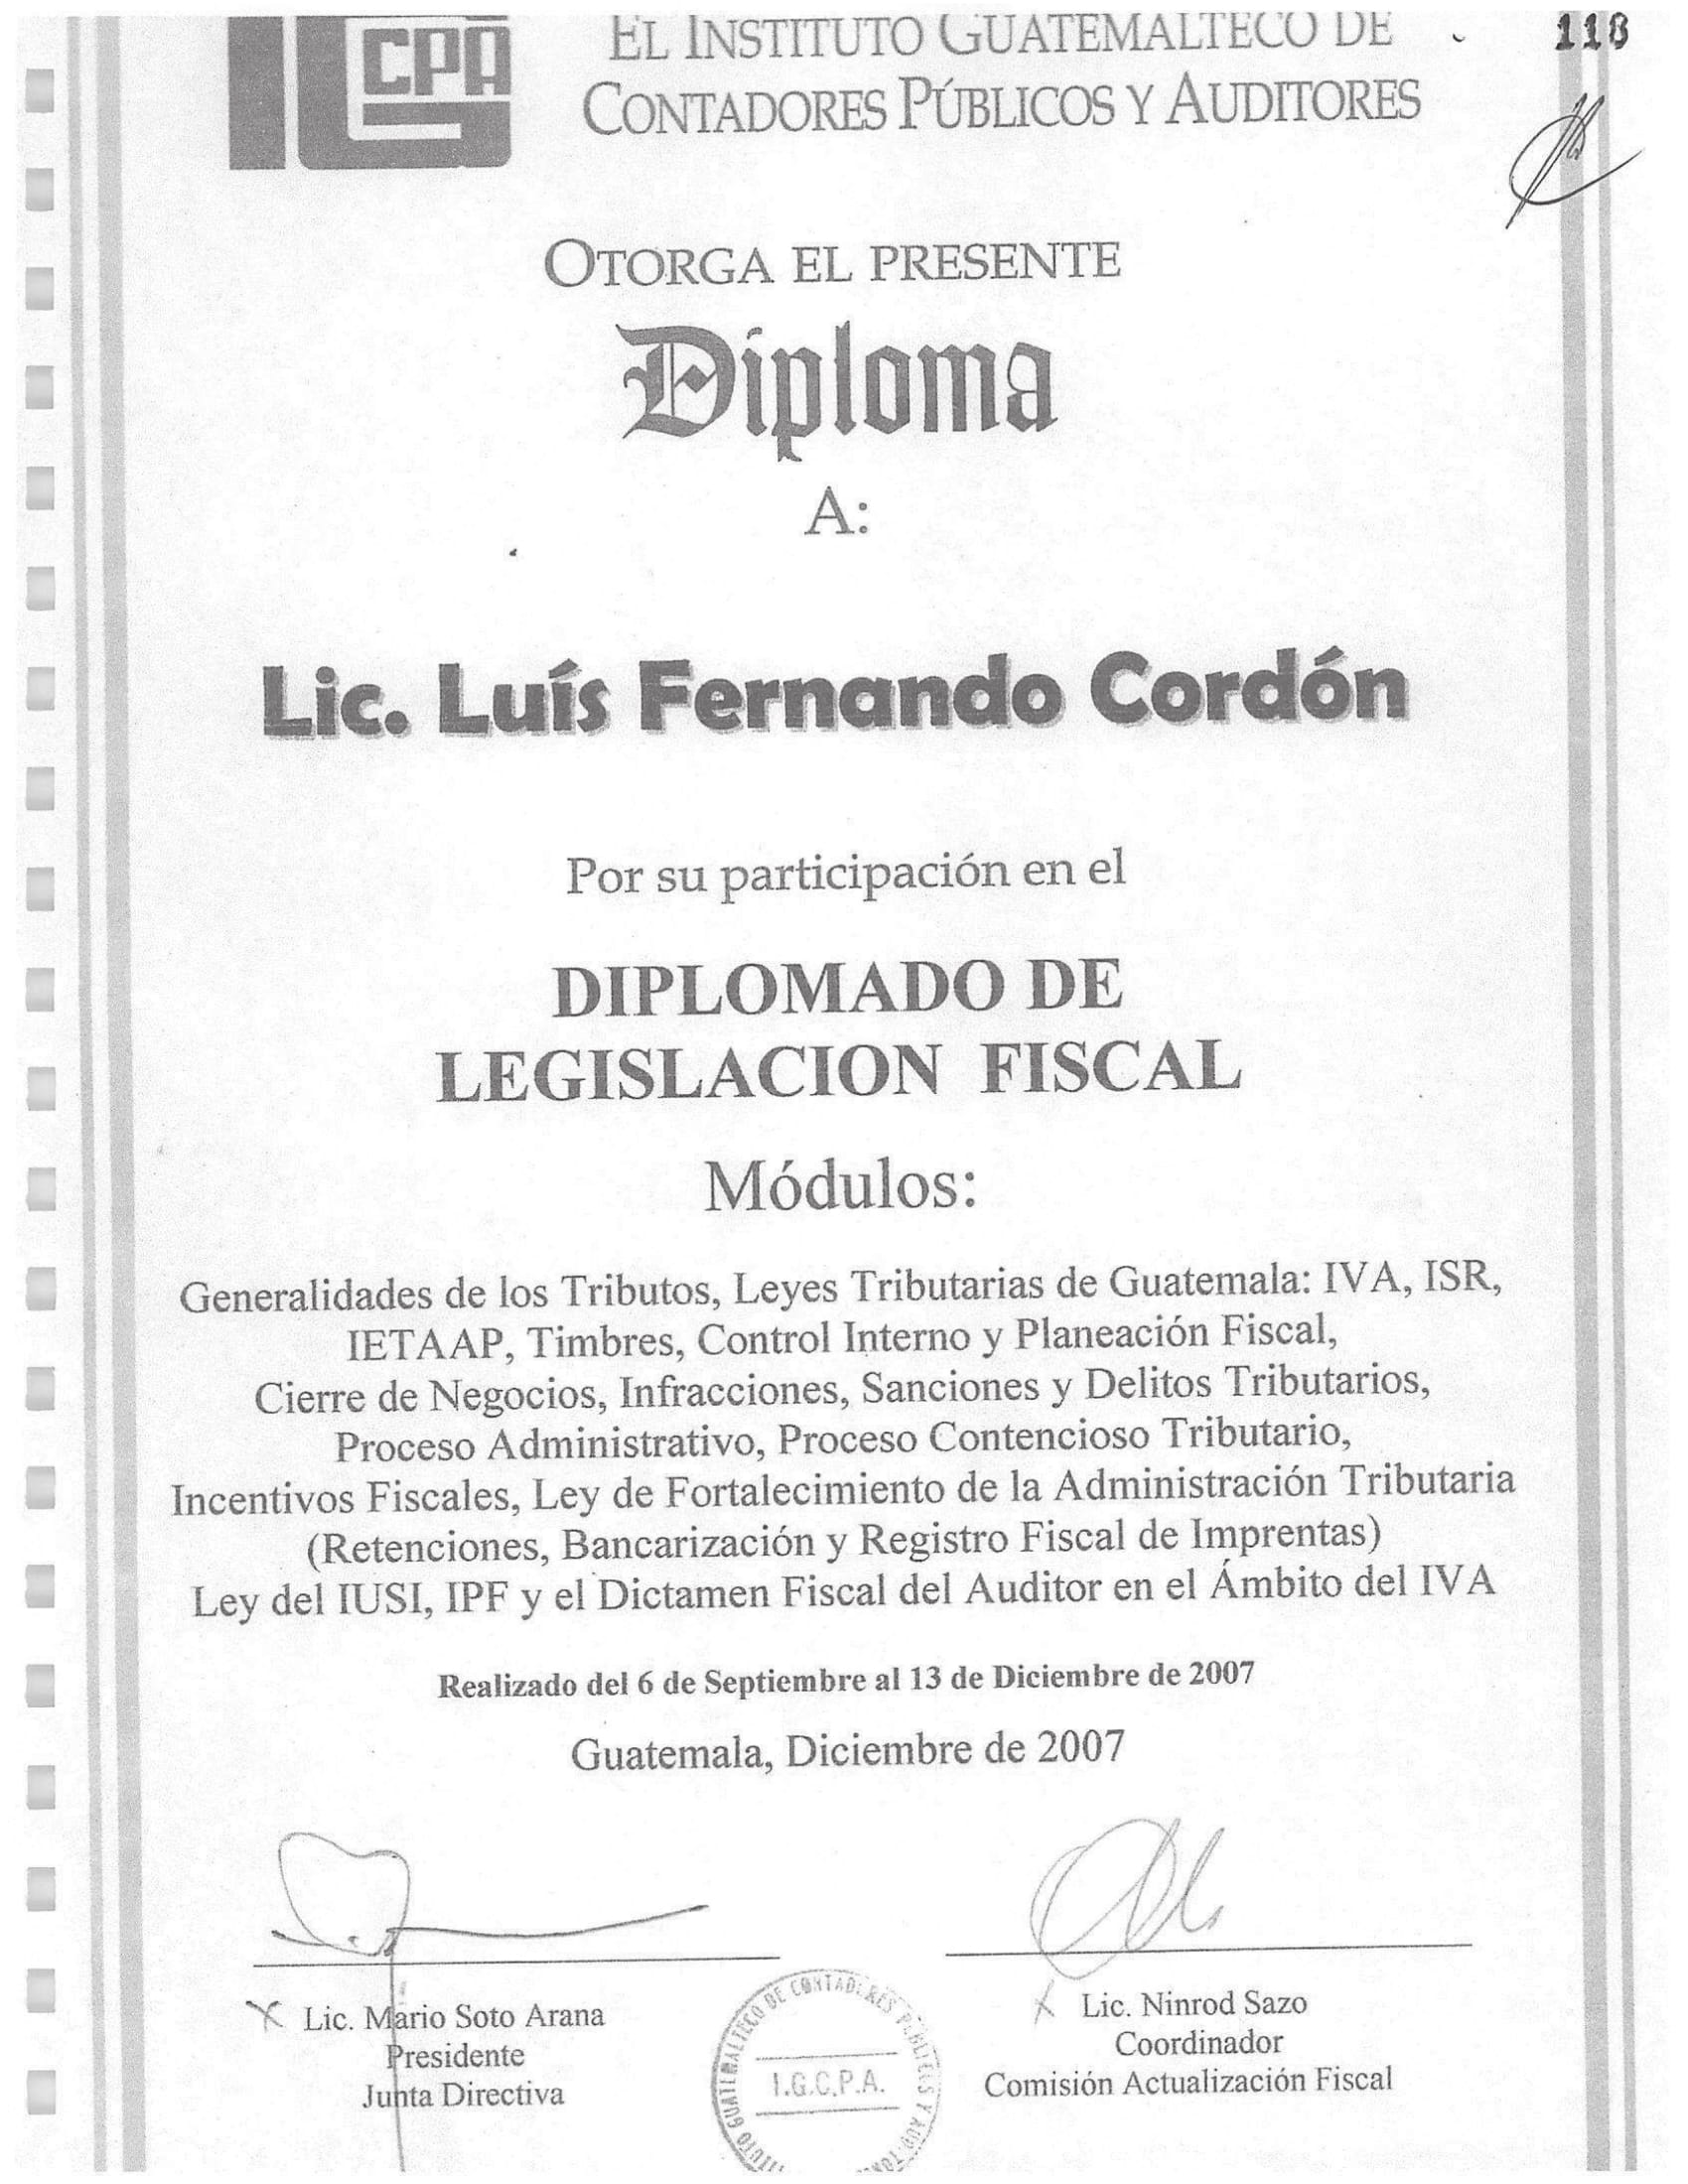 CPA
EL INSTITUTO GUATEMALTECO DE
CONTADORES PÚBLICOS Y AUDITORES
118
OTORGA EL PRESENTE
Diploma
A:
Lic. Luís Fernando Cordón
Por su participación en el
DIPLOMADO DE
LEGISLACION FISCAL
Módulos:
Generalidades de los Tributos, Leyes Tributarias de Guatemala: IVA, ISR,
IETAAP, Timbres, Control Interno y Planeación Fiscal,
Cierre de Negocios, Infracciones, Sanciones y Delitos Tributarios,
Proceso Administrativo, Proceso Contencioso Tributario,
Incentivos Fiscales, Ley de Fortalecimiento de la Administración Tributaria
(Retenciones, Bancarización y Registro Fiscal de Imprentas)
Ley del IUSI, IPF y el Dictamen Fiscal del Auditor en el Ámbito del IVA
Realizado del 6 de Septiembre al 13 de Diciembre de 2007
Guatemala, Diciembre de 2007
Lic. Mario Soto Arana
Presidente
Junta Directiva
GUATEMALTECO DE CONTADORES PUBLICOS Y
I.G.C.P.A.
Lic. Ninrod Sazo
Coordinador
Comisión Actualización Fiscal